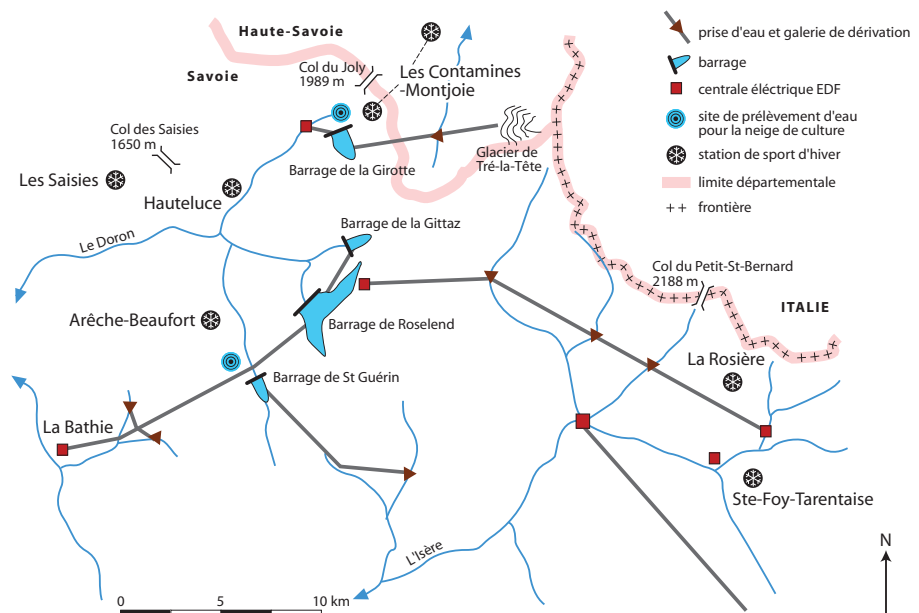 Haute-Savoie
Savoie
Col du Joly
1989 m
Les Contamines
-Montjoie
Col des Saisies
1650 m
Les Saisies
Hauteluce
Barrage de la Girotte
Glacier de
Tré-la-Tête
Le Doron
Barrage de la Gittaz
Col du Petit-St-Bernard
2188 m
ITALIE
Arêche-Beaufort
Barrage de Roselend
La Rosière
Barrage de St Guérin
La Bathie
Ste-Foy-Tarentaise
L'Isère
0 5 10 km
N
prise d'eau et galerie de dérivation
barrage
centrale électrique EDF
site de prélèvement d'eau
pour la neige de culture
station de sport d'hiver
limite départementale
++ frontière